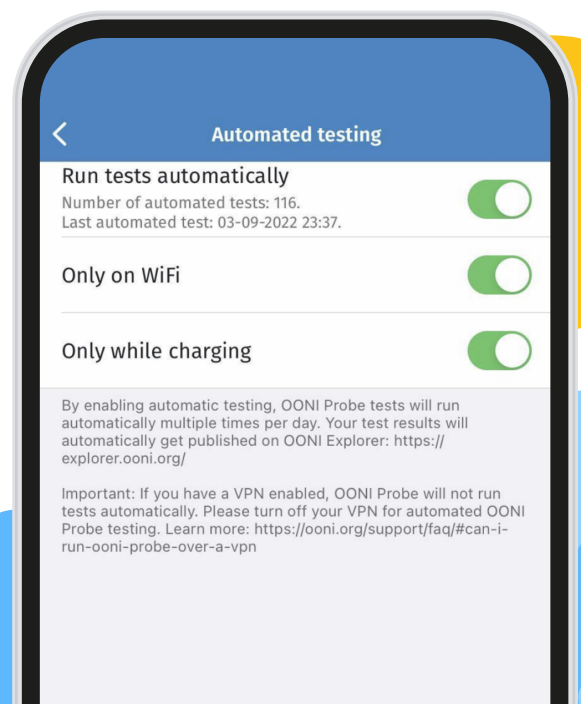 Automated testing
Run tests automatically
Number of automated tests: 116.
Last automated test: 03-09-2022 23:37.
Only on WiFi
Only while charging
By enabling automatic testing, OONI Probe tests will run
automatically multiple times per day. Your test results will
automatically get published on OONI Explorer: https://
explorer.ooni.org/
Important: If you have a VPN enabled, OONI Probe will not run
tests automatically. Please turn off your VPN for automated OONI
Probe testing. Learn more: https://ooni.org/support/faq/#can-i-
run-ooni-probe-over-a-vpn